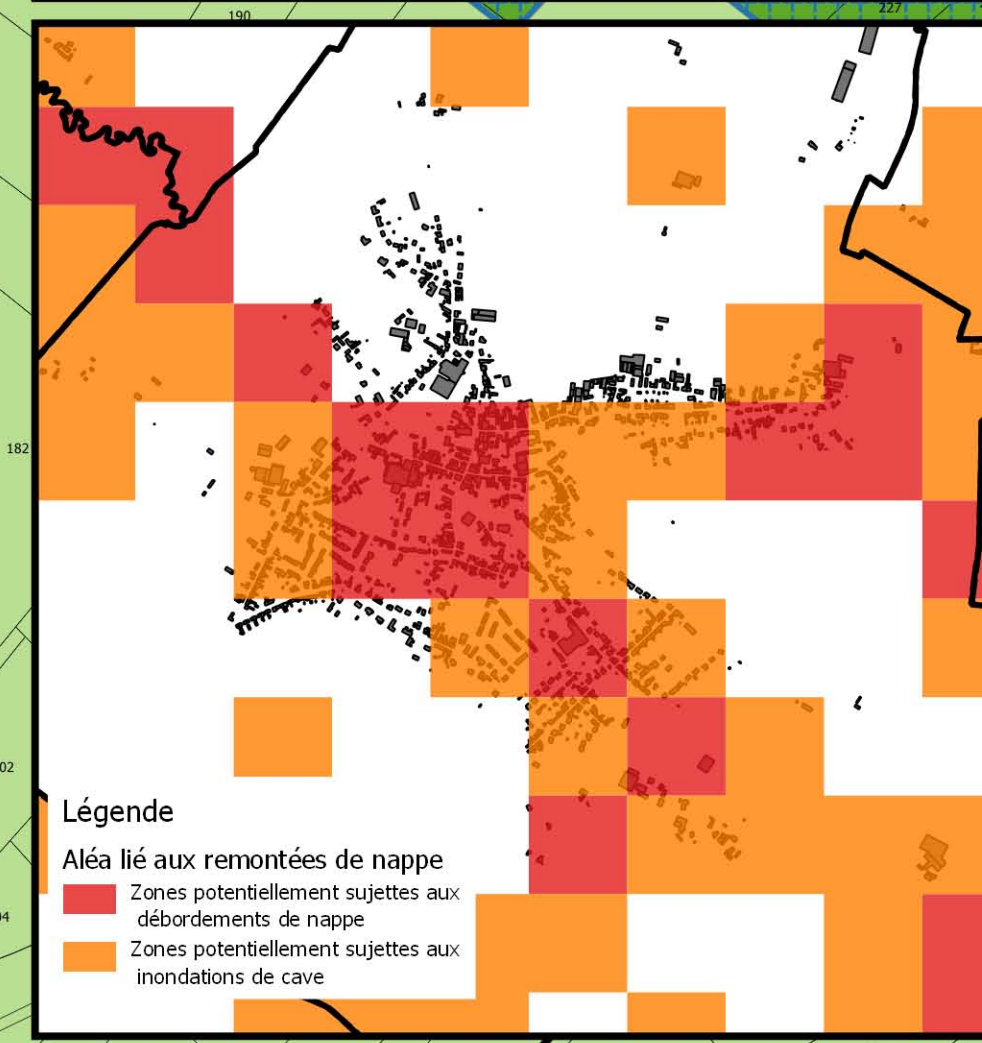 190
227
182
02
04
Légende
Aléa lié aux remontées de nappe
Zones potentiellement sujettes aux
débordements de nappe
Zones potentiellement sujettes aux
inondations de cave